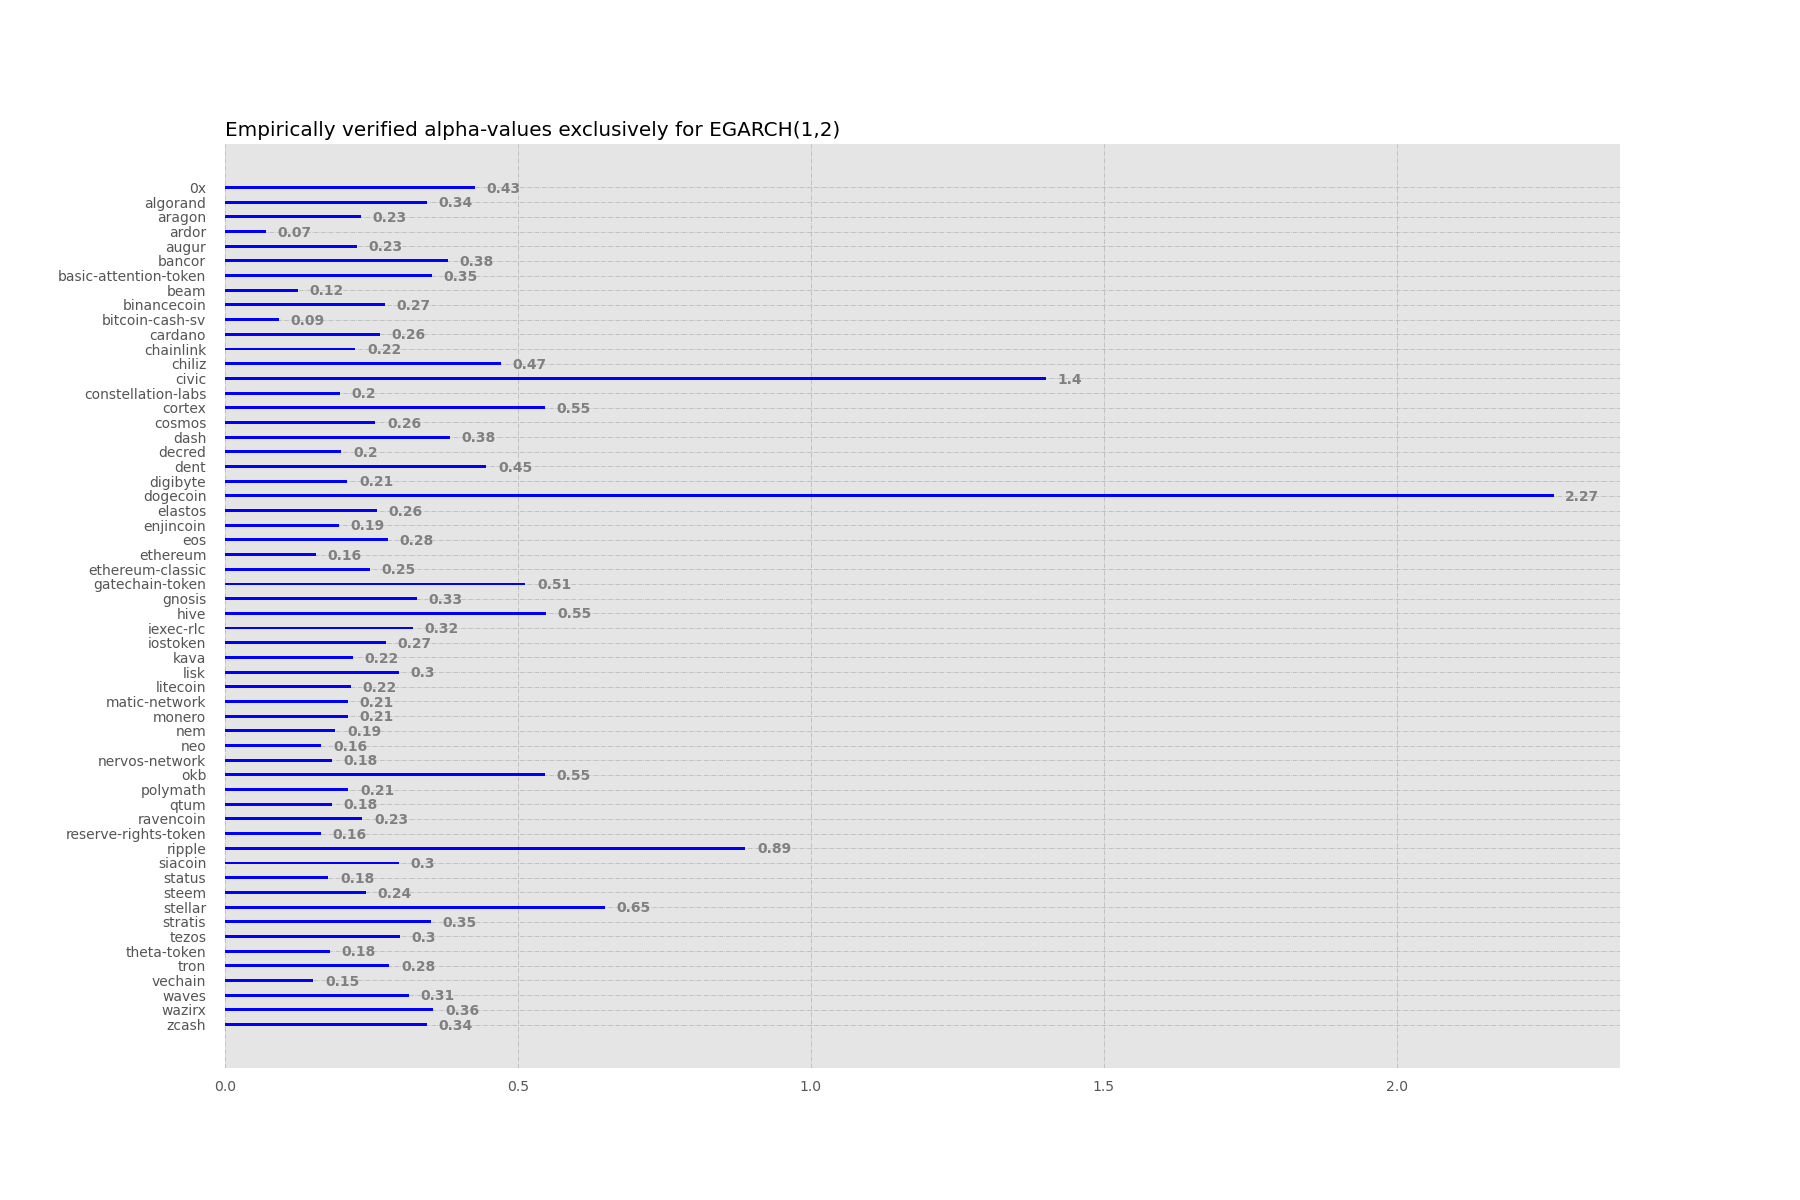 Empirically verified alpha-values exclusively for EGARCH(1,2)
0x 0.43
algorand 0.34
aragon 0.23
ardor 0.07
augur 0.23
bancor 0.38
basic-attention-token 0.35
beam 0.12
binancecoin 0.27
bitcoin-cash-sv 0.09
cardano 0.26
chainlink 0.22
chiliz 0.47
civic 1.4
constellation-labs 0.2
cortex 0.55
cosmos 0.26
dash 0.38
decred 0.2
dent 0.45
digibyte 0.21
dogecoin 2.27
elastos 0.26
enjincoin 0.19
eos 0.28
ethereum 0.16
ethereum-classic 0.25
gatechain-token 0.51
gnosis 0.33
hive 0.55
iexec-rlc 0.32
iostoken 0.27
kava 0.22
lisk 0.3
litecoin 0.22
matic-network 0.21
monero 0.21
nem 0.19
neo 0.16
nervos-network 0.18
okb 0.55
polymath 0.21
qtum 0.18
ravencoin 0.23
reserve-rights-token 0.16
ripple 0.89
siacoin 0.3
status 0.18
steem 0.24
stellar 0.65
stratis 0.35
tezos 0.3
theta-token 0.18
tron 0.28
vechain 0.15
waves 0.31
wazirx 0.36
zcash 0.34
0.0 0.5 1.0 1.5 2.0